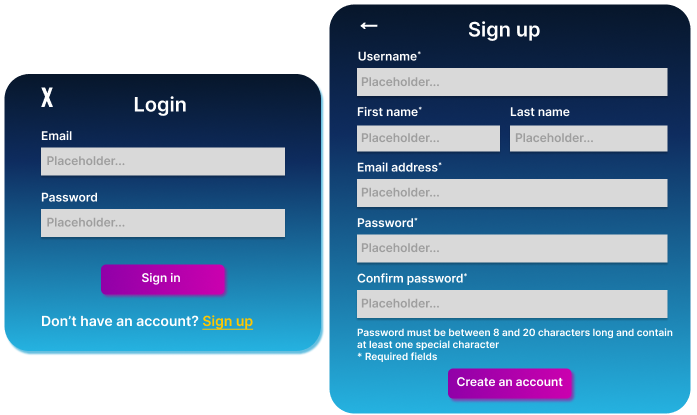 X
Login
Email
Placeholder...
Password
Placeholder...
Sign in
Don't have an account? Sign up
←
Sign up
Username*
Placeholder...
First name* Last name
Placeholder... Placeholder...
Email address*
Placeholder...
Password*
Placeholder...
Confirm password*
Placeholder...
Password must be between 8 and 20 characters long and contain
at least one special character
* Required fields
Create an account